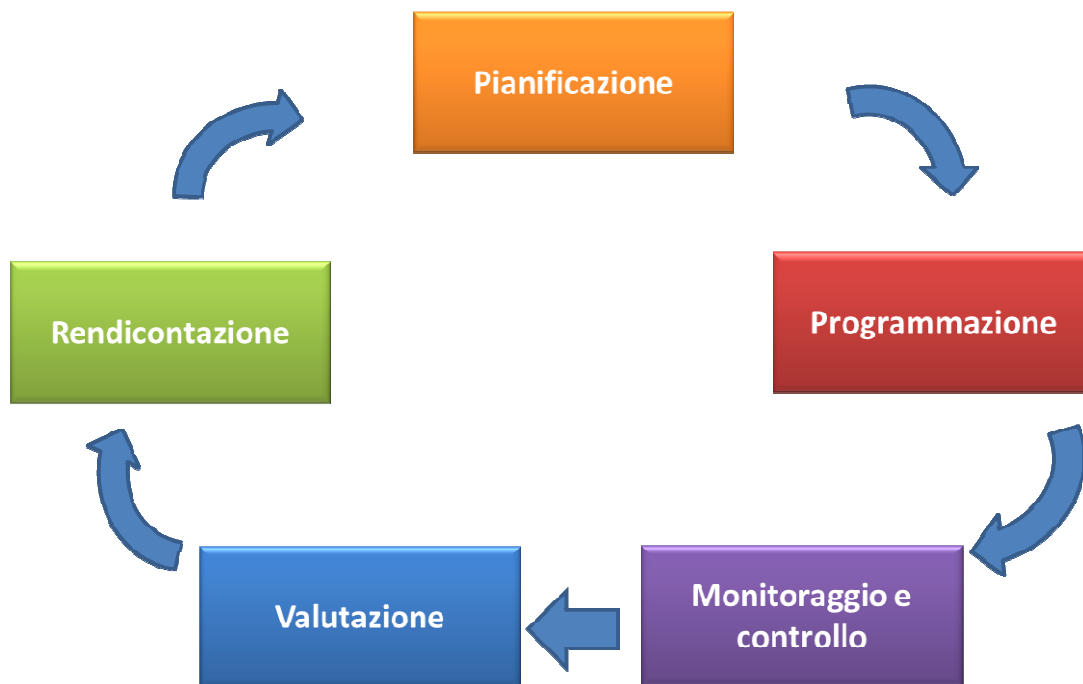 Pianificazione
Programmazione
Monitoraggio e
controllo
Valutazione
Rendicontazione